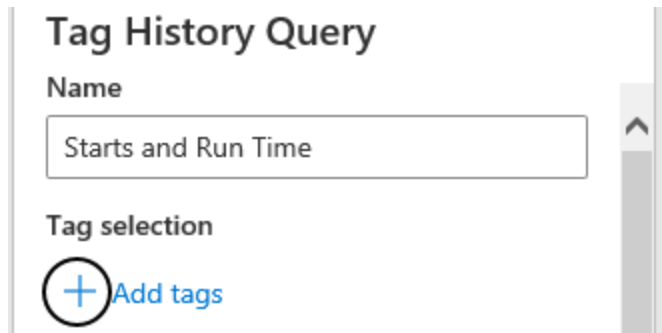 Tag History Query
Name
Starts and Run Time
Tag selection
Add tags